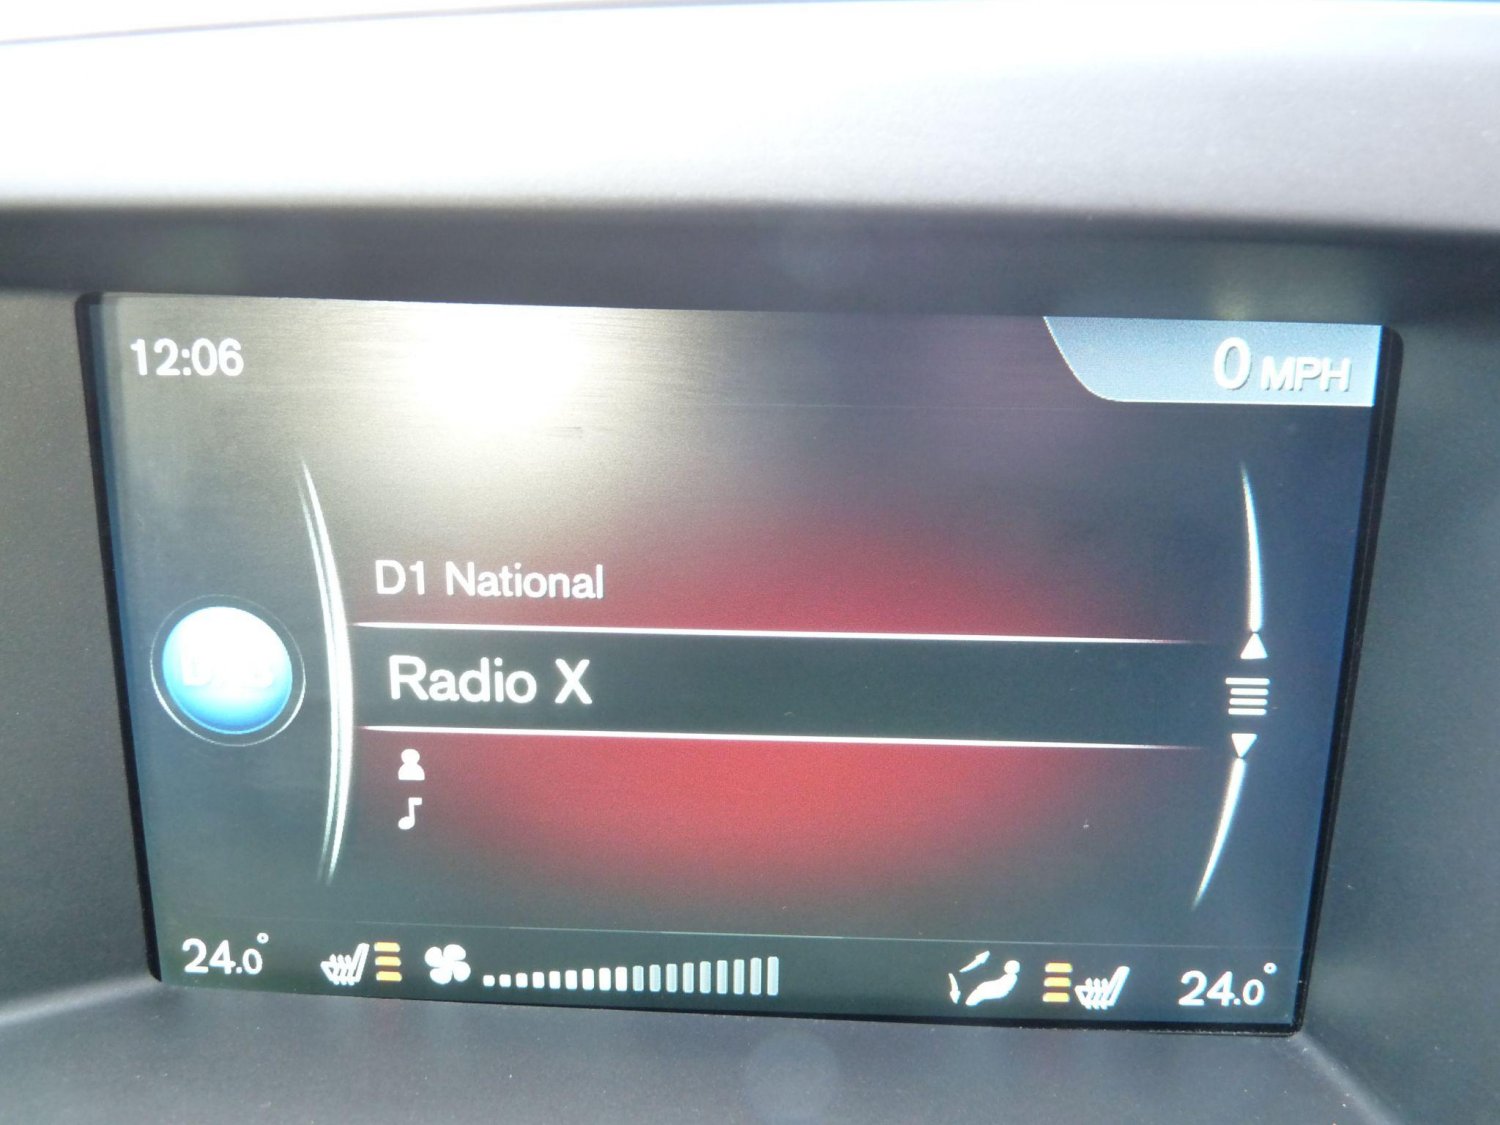 12:06
0 MPH
D1 National
Radio X
24.0°
24.0°